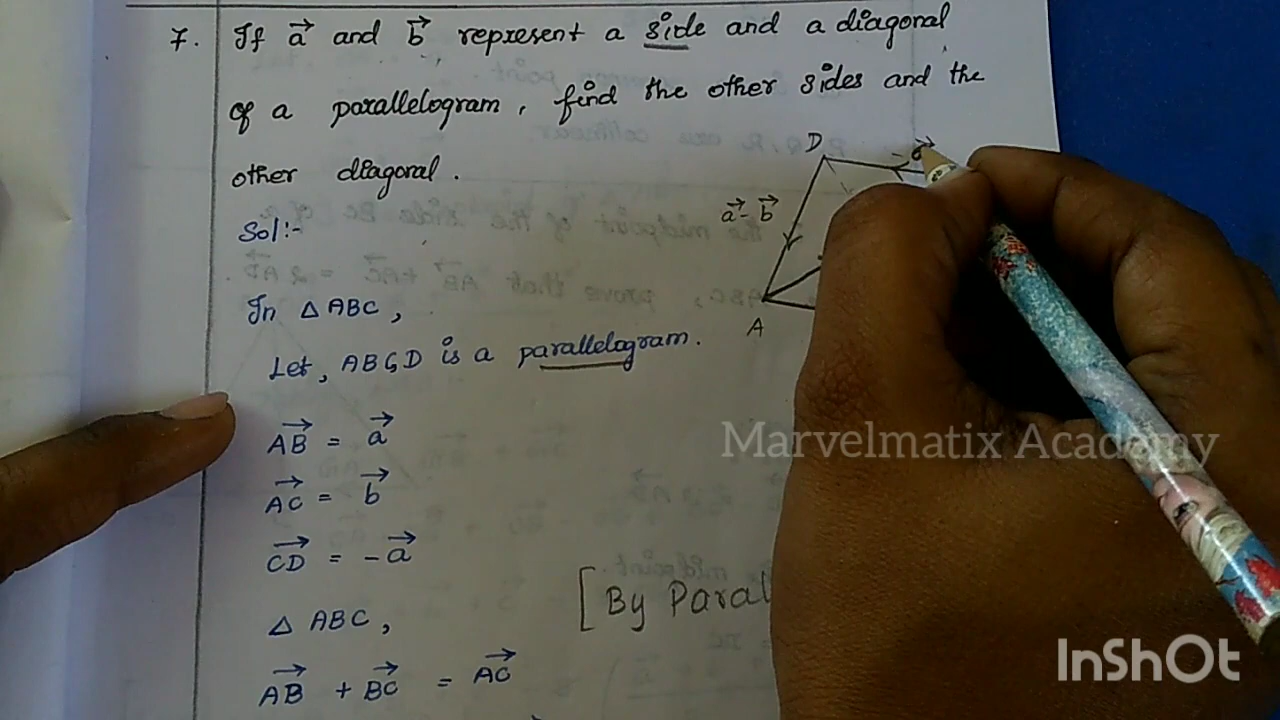 7. If a⃗ and b⃗ represent a side and a diagonal
of a parallelogram, find the other sides and the
other diagonal.
Sol:-
In △ ABC,
Let, ABCD is a parallelogram.
AB⃗ = a⃗
AC⃗ = b⃗
CD⃗ = -a⃗
△ ABC,
[By Paral
AB⃗ + BC⃗ = AC⃗
D
a⃗ - b⃗
A
Marvelmatix Academy
InShOt